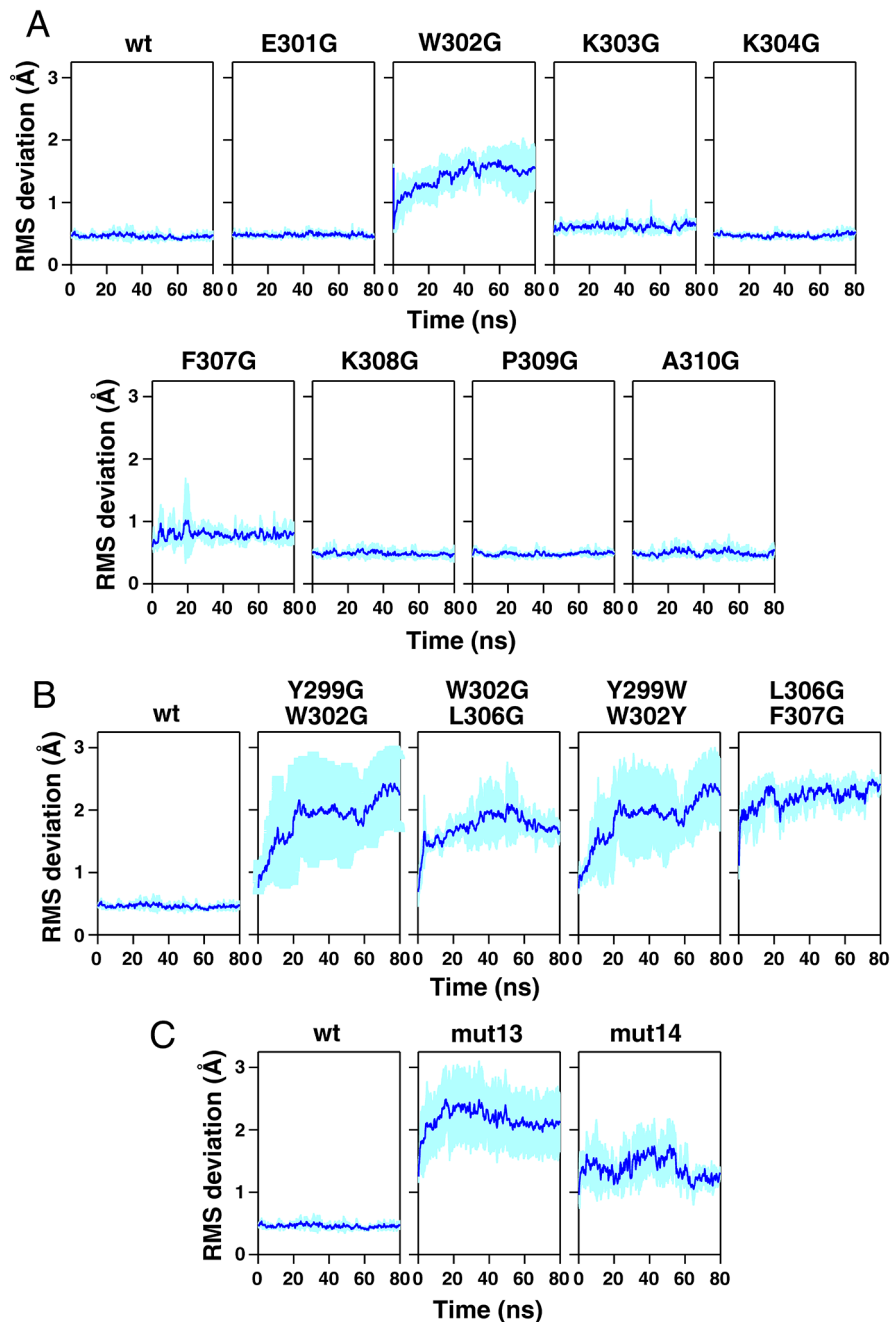 A
wt E301G W302G K303G K304G
RMS deviation (Å)
3
2
1
0
0 20 40 60 80 0 20 40 60 80 0 20 40 60 80 0 20 40 60 80 0 20 40 60 80
Time (ns)
F307G K308G P309G A310G
RMS deviation (Å)
3
2
1
0
0 20 40 60 80 0 20 40 60 80 0 20 40 60 80 0 20 40 60 80
Time (ns)
B
Y299G W302G Y299W L306G
wt W302G L306G W302Y F307G
RMS deviation (Å)
3
2
1
0
0 20 40 60 80 0 20 40 60 80 0 20 40 60 80 0 20 40 60 80 0 20 40 60 80
Time (ns)
C
wt mut13 mut14
RMS deviation (Å)
3
2
1
0
0 20 40 60 80 0 20 40 60 80 0 20 40 60 80
Time (ns)